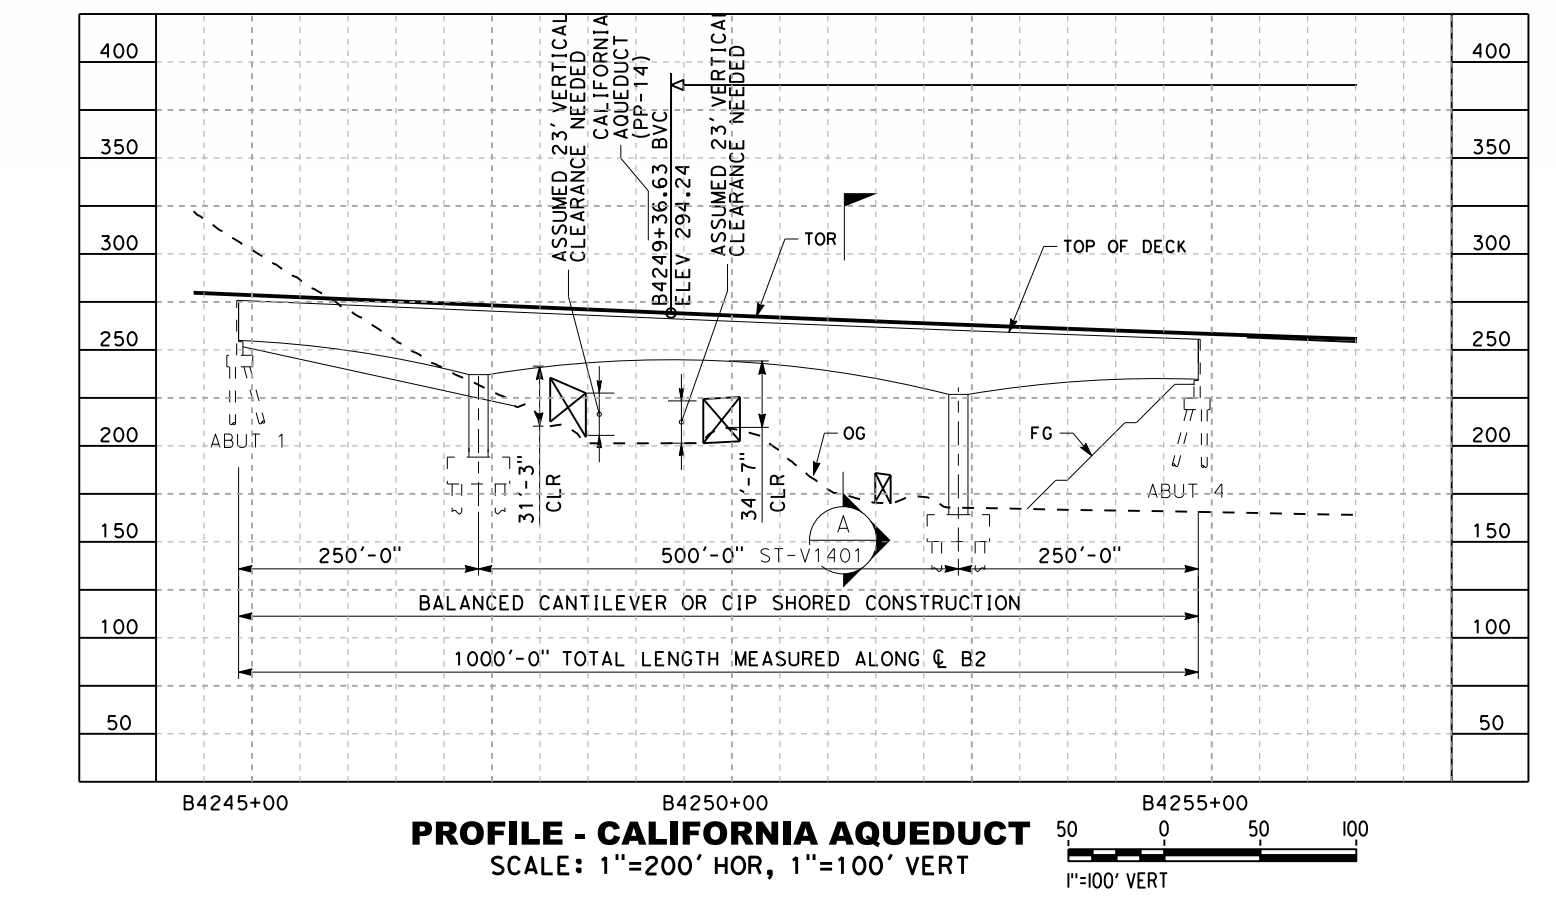 400
350
300
250
200
150
100
50
400
350
300
250
200
150
100
50
ASSUMED 23' VERTICAL
CLEARANCE NEEDED
CALIFORNIA
AQUEDUCT
(PP-14)
B4249+36.63 BVC
ELEV 294.24
ASSUMED 23' VERTICAL
CLEARANCE NEEDED
TOR
TOP OF DECK
ABUT 1
OG
FG
ABUT 4
31'-3"
CLR
34'-7"
CLR
A
ST-V1401
250'-0"
500'-0"
250'-0"
BALANCED CANTILEVER OR CIP SHORED CONSTRUCTION
1000'-0" TOTAL LENGTH MEASURED ALONG ℄ B2
B4245+00
B4250+00
B4255+00
PROFILE - CALIFORNIA AQUEDUCT
SCALE: 1"=200' HOR, 1"=100' VERT
50 0 50 100
1"=100' VERT